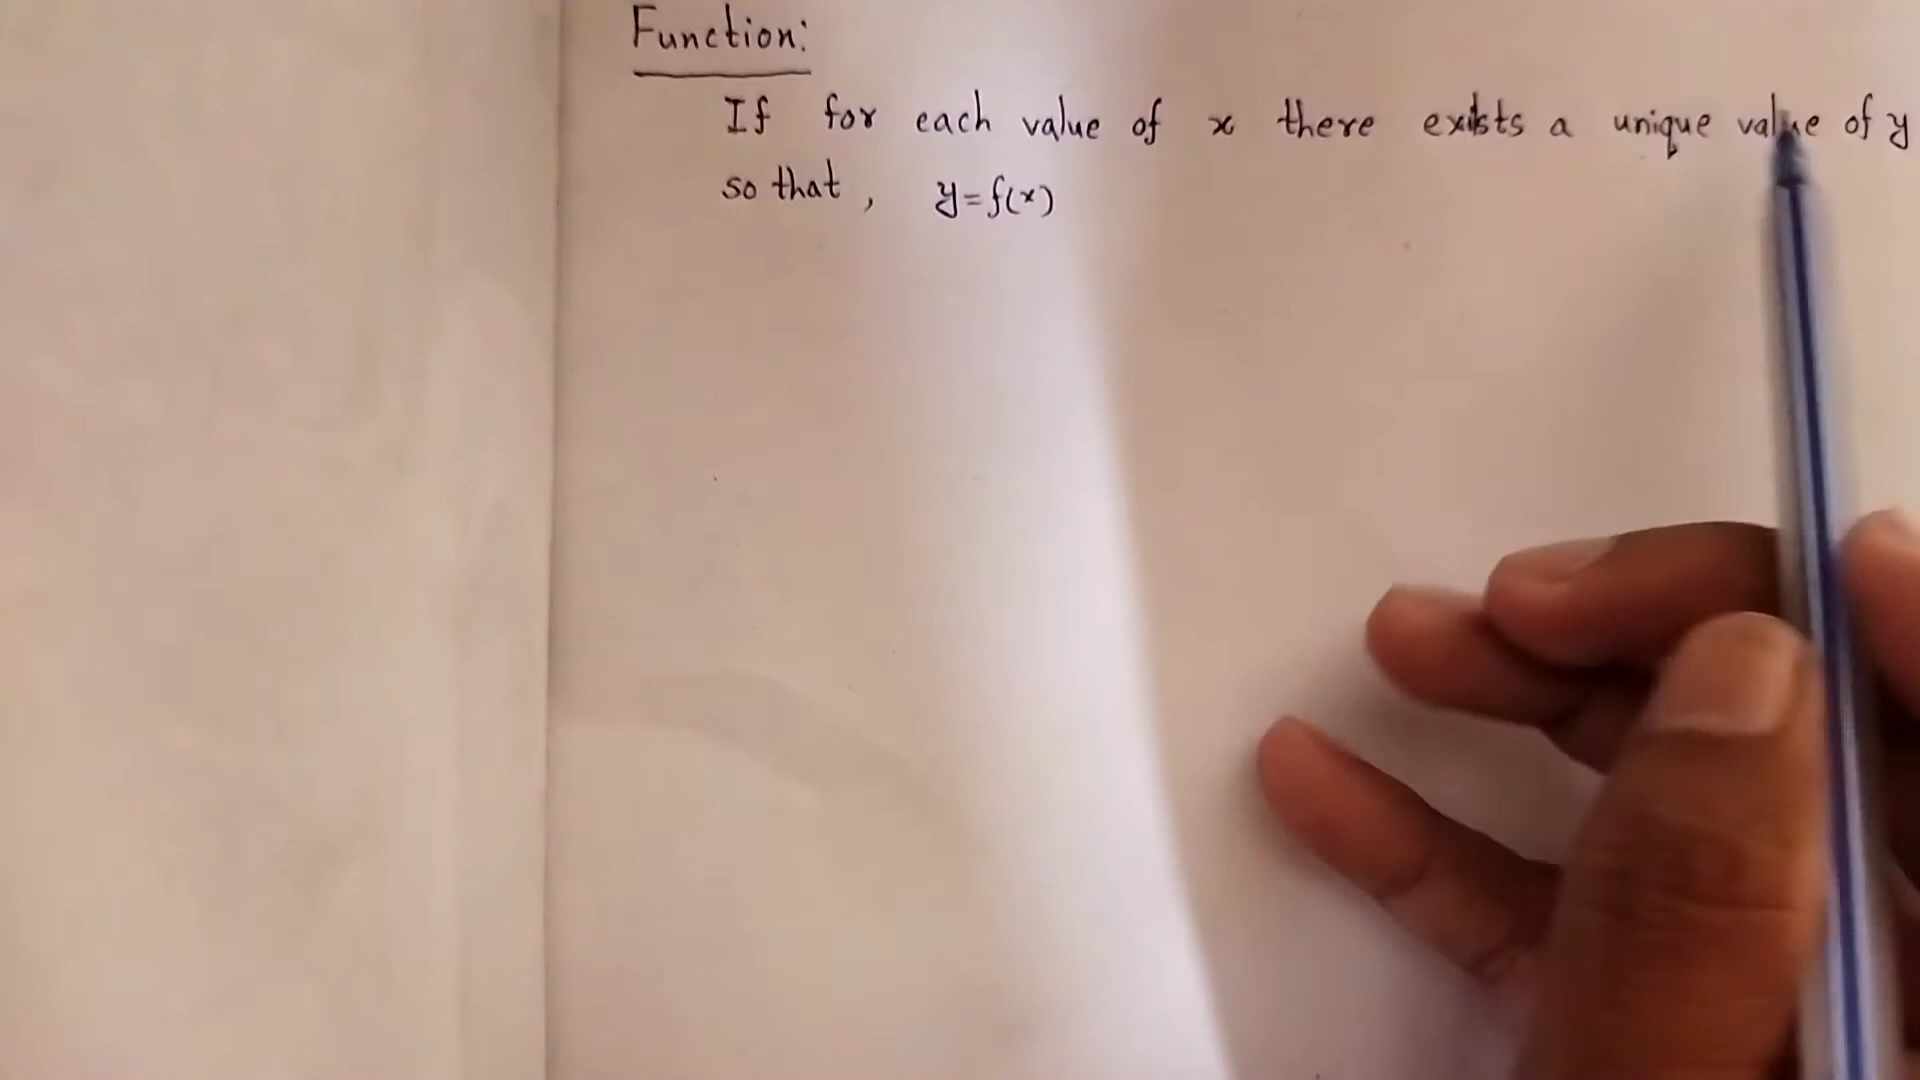 Function:
If for each value of x there exists a unique value of y
so that, y=f(x)